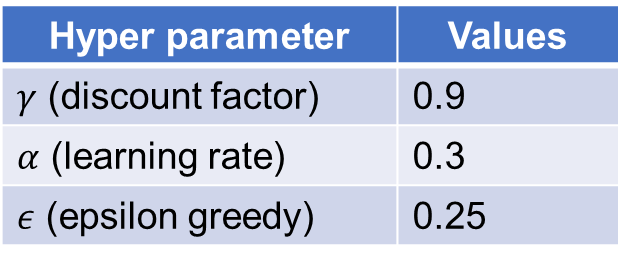 Hyper parameter Values
𝛾 (discount factor) 0.9
𝛼 (learning rate) 0.3
𝜖 (epsilon greedy) 0.25